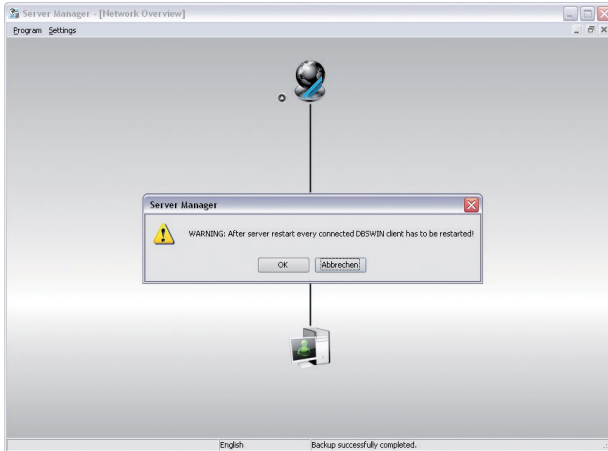 Server Manager - [Network Overview]
Program Settings
Server Manager
WARNING: After server restart every connected DBSWIN client has to be restarted!
OK Abbrechen
English Backup successfully completed.